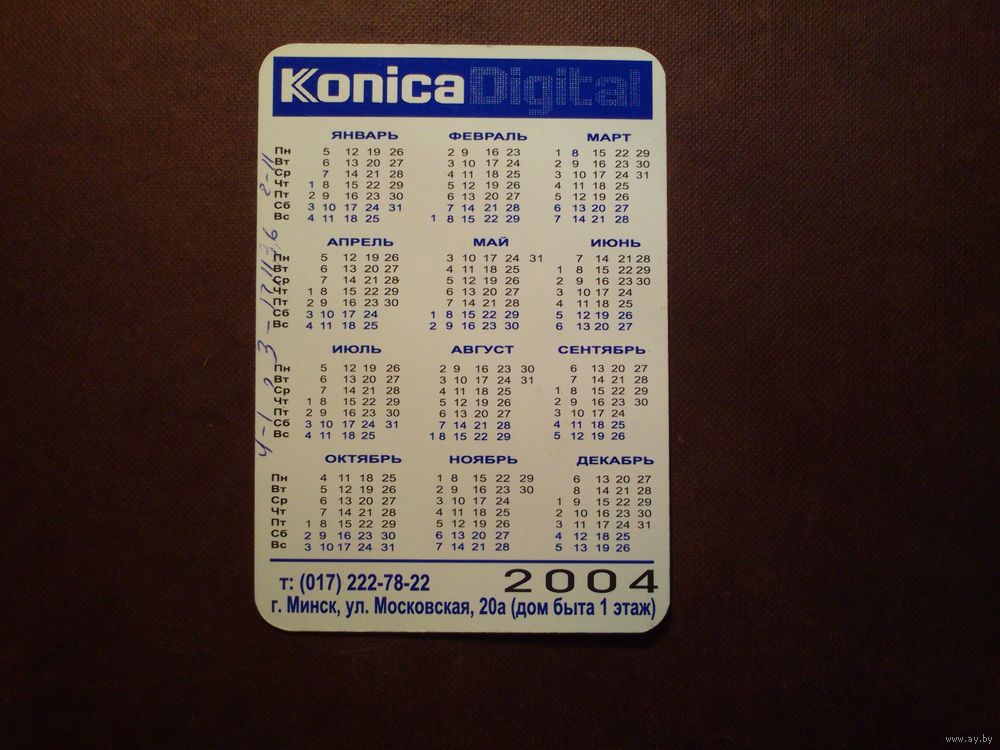 Konica Digital
ЯНВАРЬ ФЕВРАЛЬ МАРТ
Пн 5 12 19 26 2 9 16 23 1 8 15 22 29
Вт 6 13 20 27 3 10 17 24 2 9 16 23 30
Ср 7 14 21 28 4 11 18 25 3 10 17 24 31
Чт 1 8 15 22 29 5 12 19 26 4 11 18 25
Пт 2 9 16 23 30 6 13 20 27 5 12 19 26
Сб 3 10 17 24 31 7 14 21 28 6 13 20 27
Вс 4 11 18 25 1 8 15 22 29 7 14 21 28
АПРЕЛЬ МАЙ ИЮНЬ
Пн 5 12 19 26 3 10 17 24 31 7 14 21 28
Вт 6 13 20 27 4 11 18 25 1 8 15 22 29
Ср 7 14 21 28 5 12 19 26 2 9 16 23 30
Чт 1 8 15 22 29 6 13 20 27 3 10 17 24
Пт 2 9 16 23 30 7 14 21 28 4 11 18 25
Сб 3 10 17 24 1 8 15 22 29 5 12 19 26
Вс 4 11 18 25 2 9 16 23 30 6 13 20 27
ИЮЛЬ АВГУСТ СЕНТЯБРЬ
Пн 5 12 19 26 2 9 16 23 30 6 13 20 27
Вт 6 13 20 27 3 10 17 24 31 7 14 21 28
Ср 7 14 21 28 4 11 18 25 1 8 15 22 29
Чт 1 8 15 22 29 5 12 19 26 2 9 16 23 30
Пт 2 9 16 23 30 6 13 20 27 3 10 17 24
Сб 3 10 17 24 31 7 14 21 28 4 11 18 25
Вс 4 11 18 25 1 8 15 22 29 5 12 19 26
ОКТЯБРЬ НОЯБРЬ ДЕКАБРЬ
Пн 4 11 18 25 1 8 15 22 29 6 13 20 27
Вт 5 12 19 26 2 9 16 23 30 8 14 21 28
Ср 6 13 20 27 3 10 17 24 1 9 15 22 29
Чт 7 14 21 28 4 11 18 25 2 10 16 23 30
Пт 1 8 15 22 29 5 12 19 26 3 11 17 24 31
Сб 2 9 16 23 30 6 13 20 27 4 12 18 25
Вс 3 10 17 24 31 7 14 21 28 5 13 19 26
т: (017) 222-78-22 2004
г. Минск, ул. Московская, 20а (дом быта 1 этаж)
www.ay.by